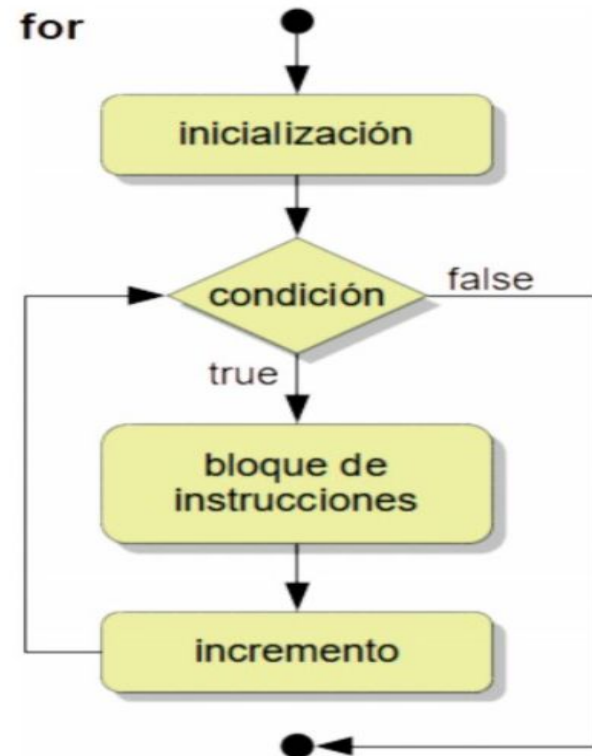 for
inicialización
condición
false
true
bloque de
instrucciones
incremento